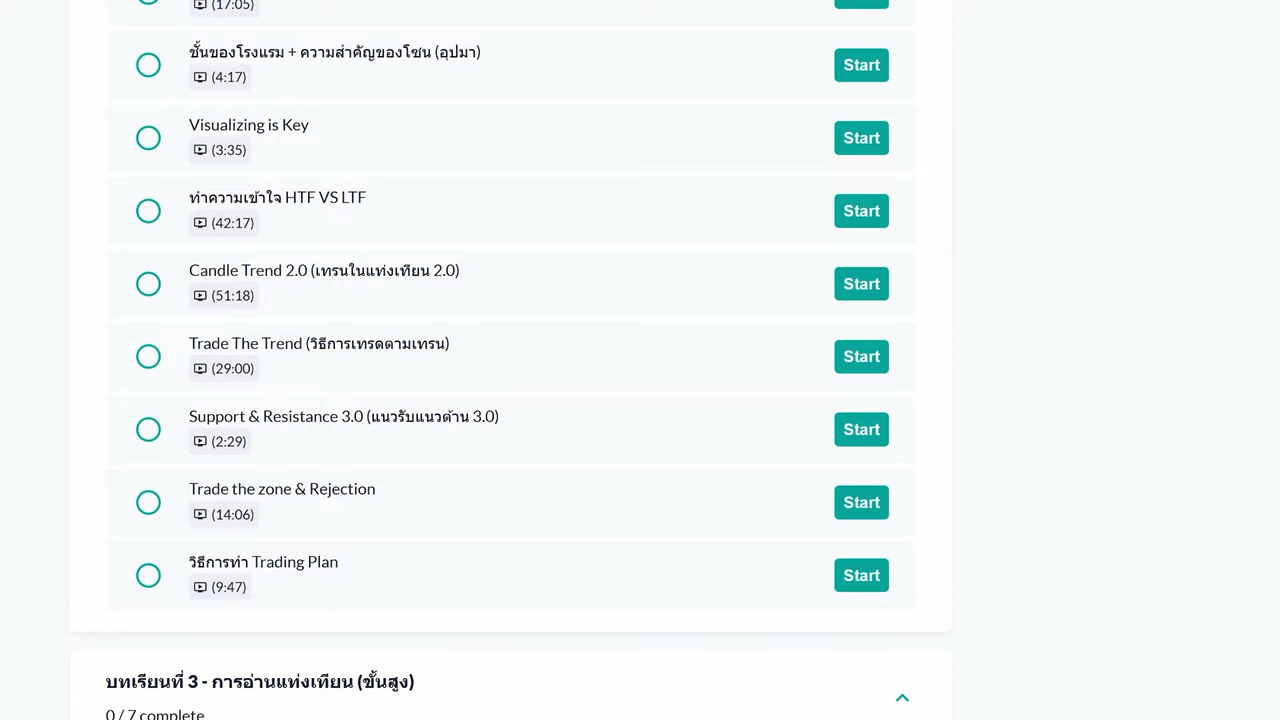 (17:05)
ชั้นของโรงแรม + ความสำคัญของโซน (อุปมา)
(4:17)
Start
Visualizing is Key
(3:35)
Start
ทำความเข้าใจ HTF VS LTF
(42:17)
Start
Candle Trend 2.0 (เทรนในแท่งเทียน 2.0)
(51:18)
Start
Trade The Trend (วิธีการเทรดตามเทรน)
(29:00)
Start
Support & Resistance 3.0 (แนวรับแนวต้าน 3.0)
(2:29)
Start
Trade the zone & Rejection
(14:06)
Start
วิธีการทำ Trading Plan
(9:47)
Start
บทเรียนที่ 3 - การอ่านแท่งเทียน (ขั้นสูง)
0 / 7 complete